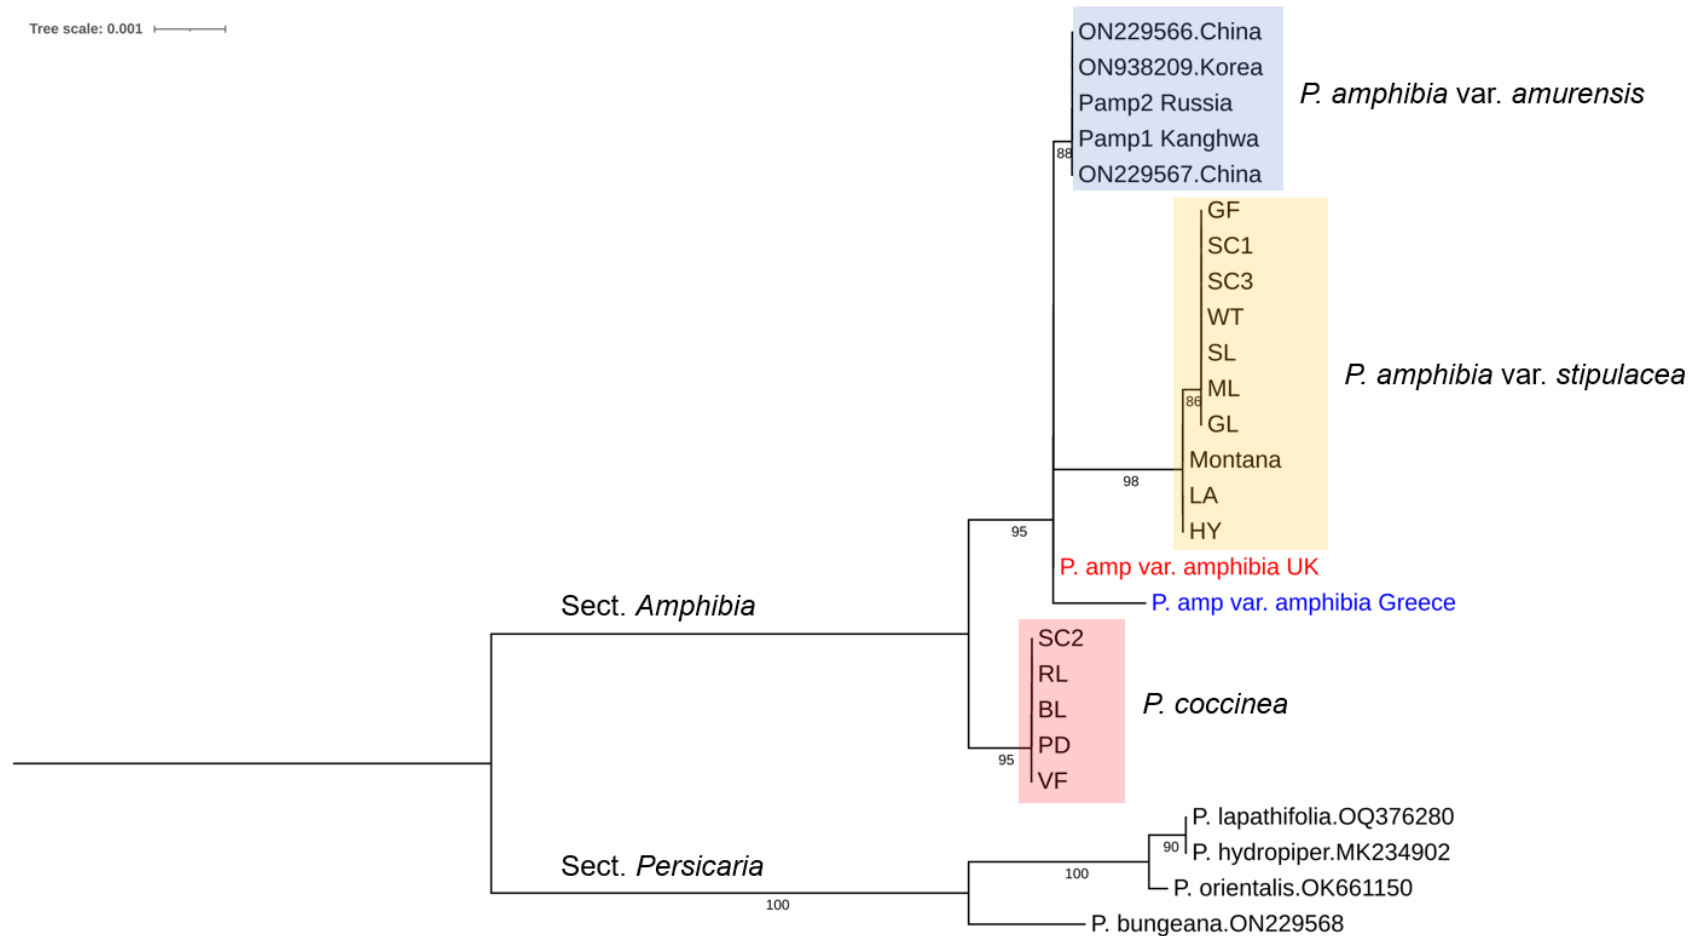 Tree scale: 0.001
ON229566.China
ON938209.Korea
Pamp2 Russia
Pamp1 Kanghwa
ON229567.China
P. amphibia var. amurensis
88
GF
SC1
SC3
WT
SL
ML
GL
Montana
LA
HY
P. amphibia var. stipulacea
86
98
95
P. amp var. amphibia UK
P. amp var. amphibia Greece
Sect. Amphibia
SC2
RL
BL
PD
VF
P. coccinea
95
P. lapathifolia.OQ376280
P. hydropiper.MK234902
P. orientalis.OK661150
P. bungeana.ON229568
90
100
Sect. Persicaria
100